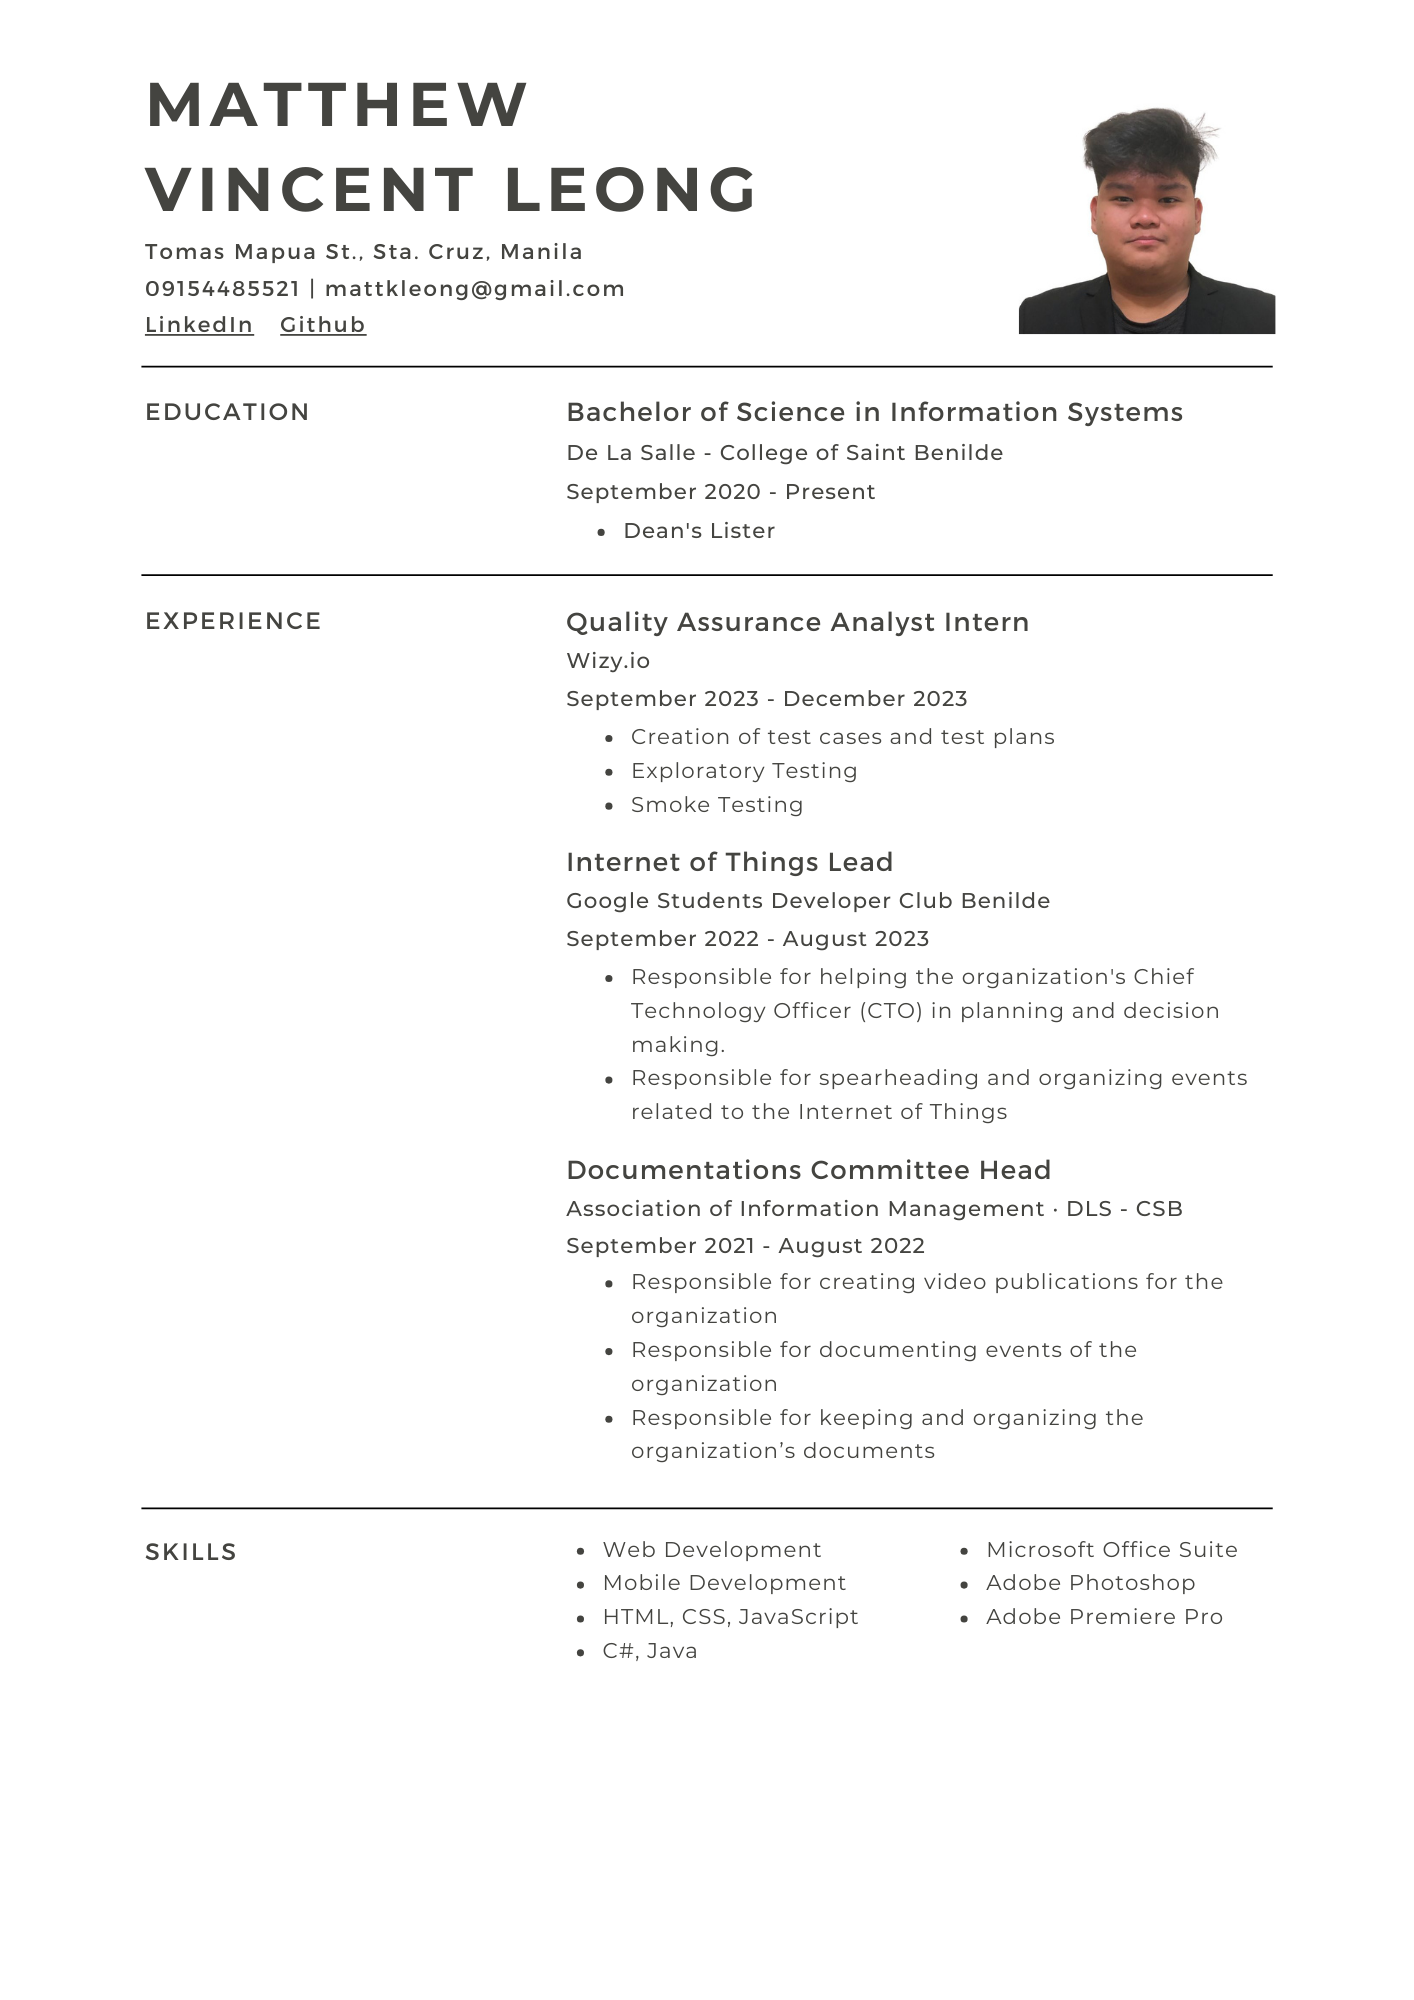 MATTHEW
VINCENT LEONG
Tomas Mapua St., Sta. Cruz, Manila
09154485521 | mattkleong@gmail.com
LinkedIn Github
EDUCATION
Bachelor of Science in Information Systems
De La Salle - College of Saint Benilde
September 2020 - Present
• Dean's Lister
EXPERIENCE
Quality Assurance Analyst Intern
Wizy.io
September 2023 - December 2023
• Creation of test cases and test plans
• Exploratory Testing
• Smoke Testing
Internet of Things Lead
Google Students Developer Club Benilde
September 2022 - August 2023
• Responsible for helping the organization's Chief
Technology Officer (CTO) in planning and decision
making.
• Responsible for spearheading and organizing events
related to the Internet of Things
Documentations Committee Head
Association of Information Management · DLS - CSB
September 2021 - August 2022
• Responsible for creating video publications for the
organization
• Responsible for documenting events of the
organization
• Responsible for keeping and organizing the
organization’s documents
SKILLS
• Web Development
• Mobile Development
• HTML, CSS, JavaScript
• C#, Java
• Microsoft Office Suite
• Adobe Photoshop
• Adobe Premiere Pro